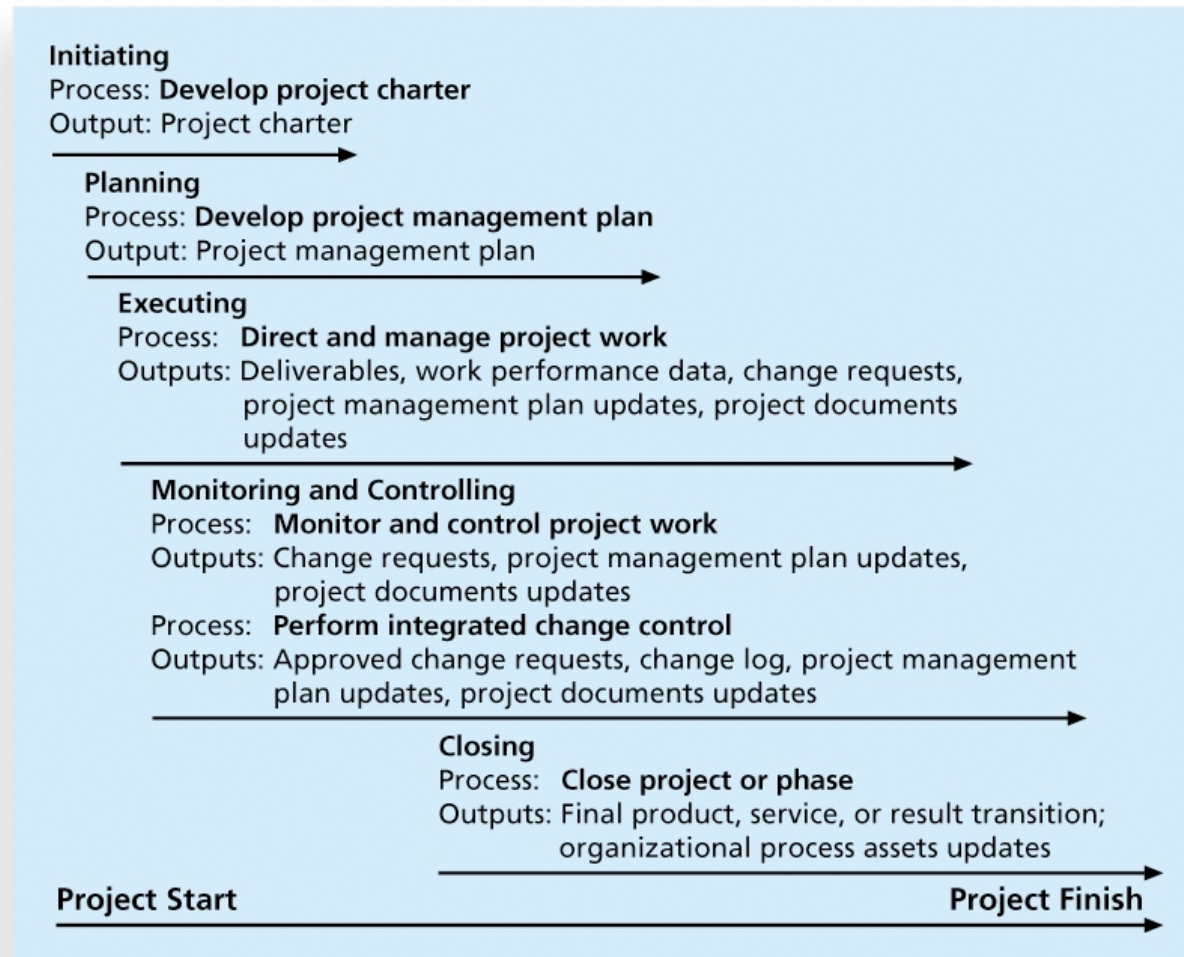 Initiating
Process: Develop project charter
Output: Project charter
Planning
Process: Develop project management plan
Output: Project management plan
Executing
Process: Direct and manage project work
Outputs: Deliverables, work performance data, change requests,
project management plan updates, project documents
updates
Monitoring and Controlling
Process: Monitor and control project work
Outputs: Change requests, project management plan updates,
project documents updates
Process: Perform integrated change control
Outputs: Approved change requests, change log, project management
plan updates, project documents updates
Closing
Process: Close project or phase
Outputs: Final product, service, or result transition;
organizational process assets updates
Project Start Project Finish